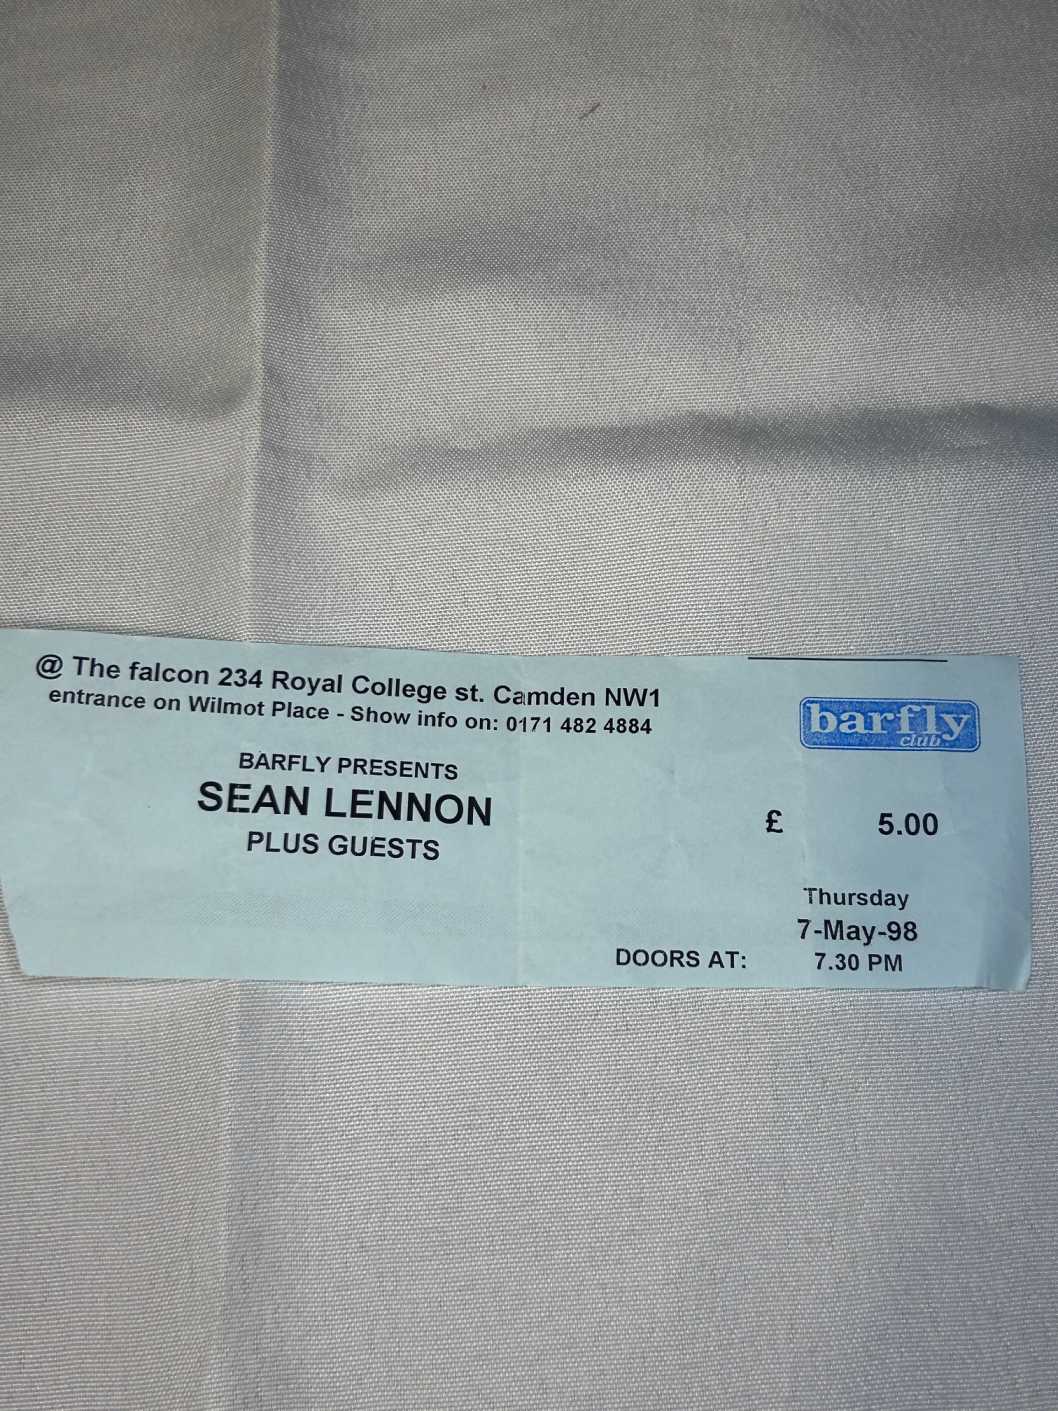 @ The falcon 234 Royal College st. Camden NW1
entrance on Wilmot Place - Show info on: 0171 482 4884
barfly
club
BARFLY PRESENTS
SEAN LENNON
PLUS GUESTS
£ 5.00
Thursday
7-May-98
DOORS AT: 7.30 PM